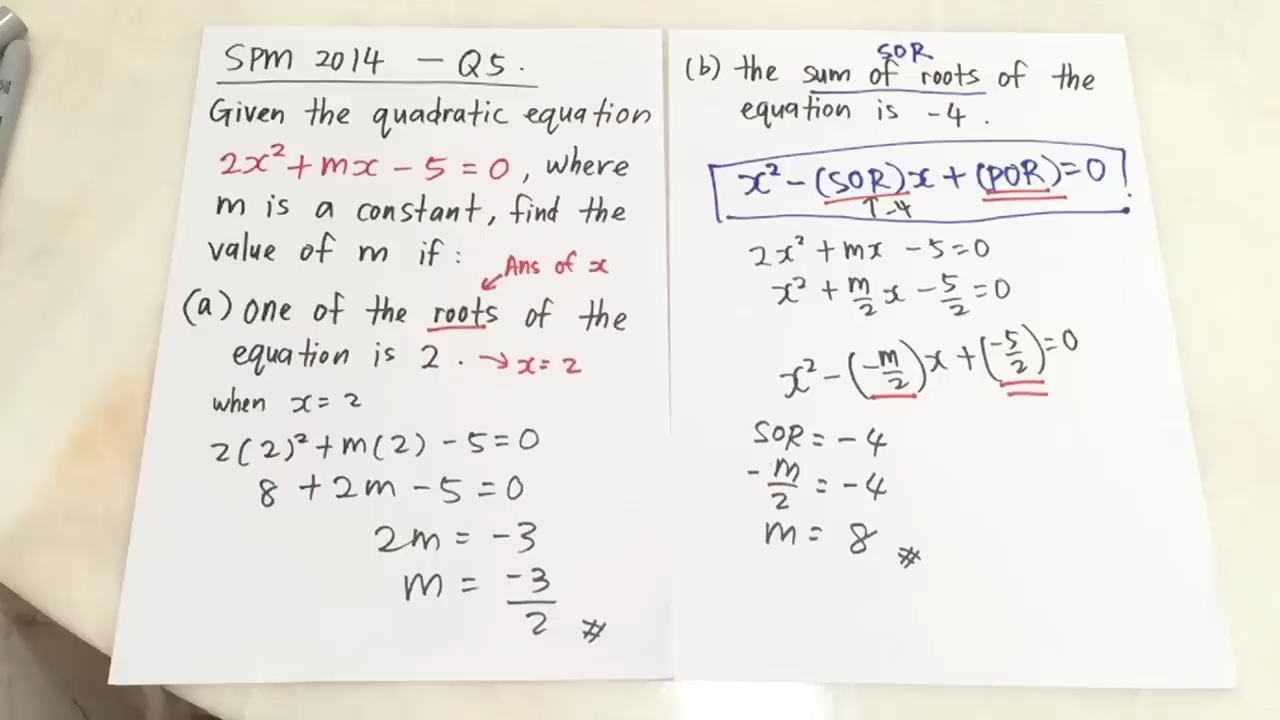 SPM 2014 – Q5.
Given the quadratic equation
2x² + mx – 5 = 0, where
m is a constant, find the
value of m if :
Ans of x
(a) one of the roots of the
equation is 2. → x = 2
when x = 2
2(2)² + m(2) – 5 = 0
8 + 2m – 5 = 0
2m = –3
m = –3/2 #
SOR
(b) the sum of roots of the
equation is –4.
x² – (SOR)x + (POR) = 0 !
↑ –4
2x² + mx – 5 = 0
x² + m/2 x – 5/2 = 0
x² – (–m/2)x + (–5/2) = 0
SOR = –4
–m/2 = –4
m = 8 #